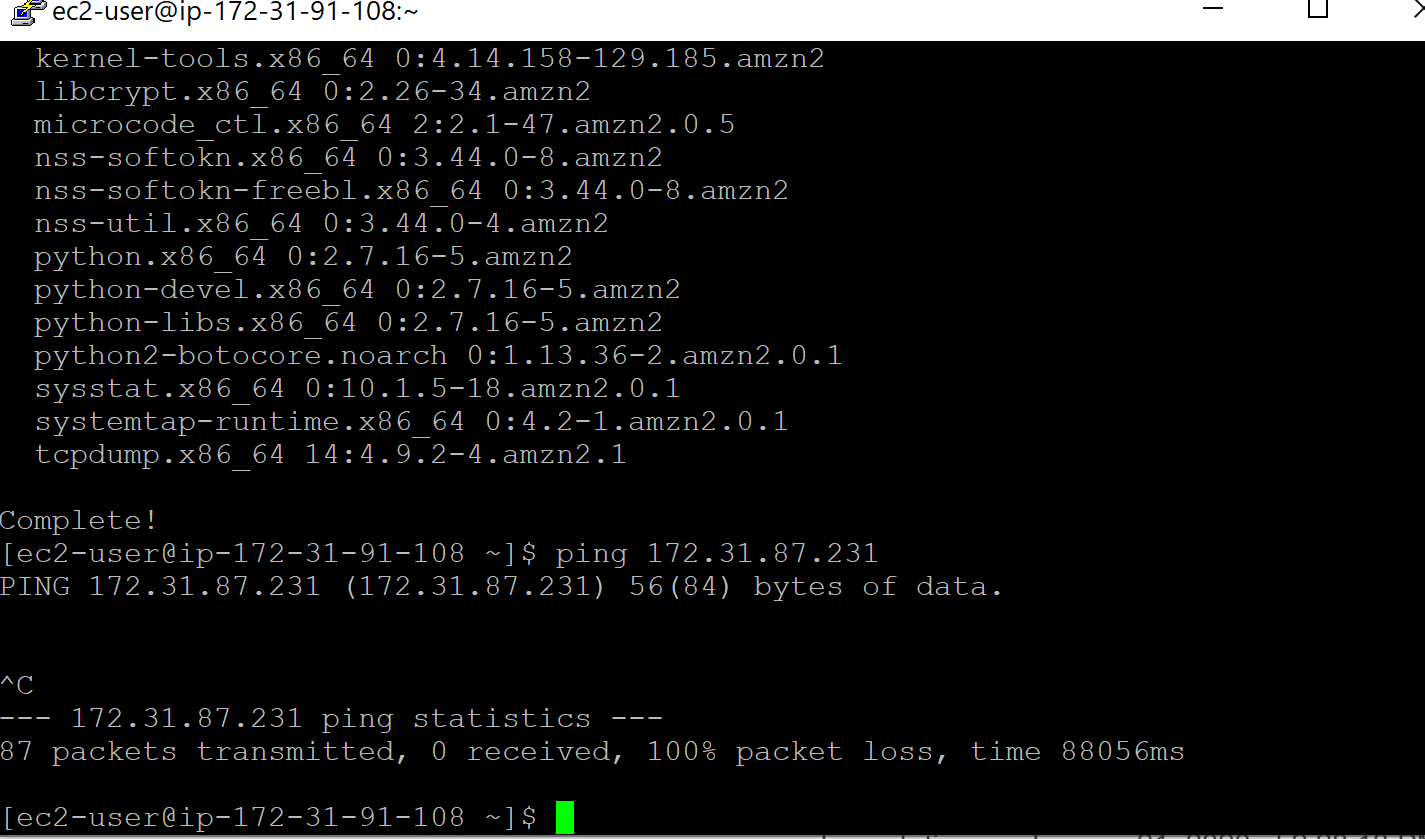 ec2-user@ip-172-31-91-108:~
kernel-tools.x86_64 0:4.14.158-129.185.amzn2
libcrypt.x86_64 0:2.26-34.amzn2
microcode_ctl.x86_64 2:2.1-47.amzn2.0.5
nss-softokn.x86_64 0:3.44.0-8.amzn2
nss-softokn-freebl.x86_64 0:3.44.0-8.amzn2
nss-util.x86_64 0:3.44.0-4.amzn2
python.x86_64 0:2.7.16-5.amzn2
python-devel.x86_64 0:2.7.16-5.amzn2
python-libs.x86_64 0:2.7.16-5.amzn2
python2-botocore.noarch 0:1.13.36-2.amzn2.0.1
sysstat.x86_64 0:10.1.5-18.amzn2.0.1
systemtap-runtime.x86_64 0:4.2-1.amzn2.0.1
tcpdump.x86_64 14:4.9.2-4.amzn2.1
Complete!
[ec2-user@ip-172-31-91-108 ~]$ ping 172.31.87.231
PING 172.31.87.231 (172.31.87.231) 56(84) bytes of data.
^C
--- 172.31.87.231 ping statistics ---
87 packets transmitted, 0 received, 100% packet loss, time 88056ms
[ec2-user@ip-172-31-91-108 ~]$